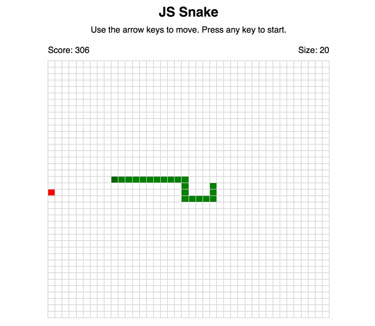 JS Snake
Use the arrow keys to move. Press any key to start.
Score: 306 Size: 20